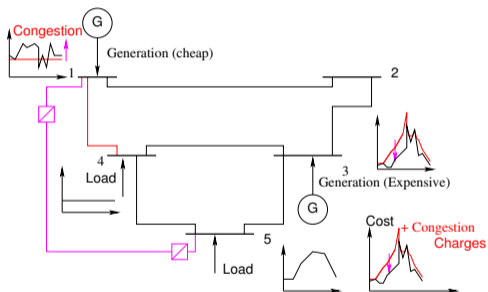 G
Congestion
Generation (cheap)
1
2
4
Load
3
Generation (Expensive)
G
Cost
+ Congestion
Charges
5
Load